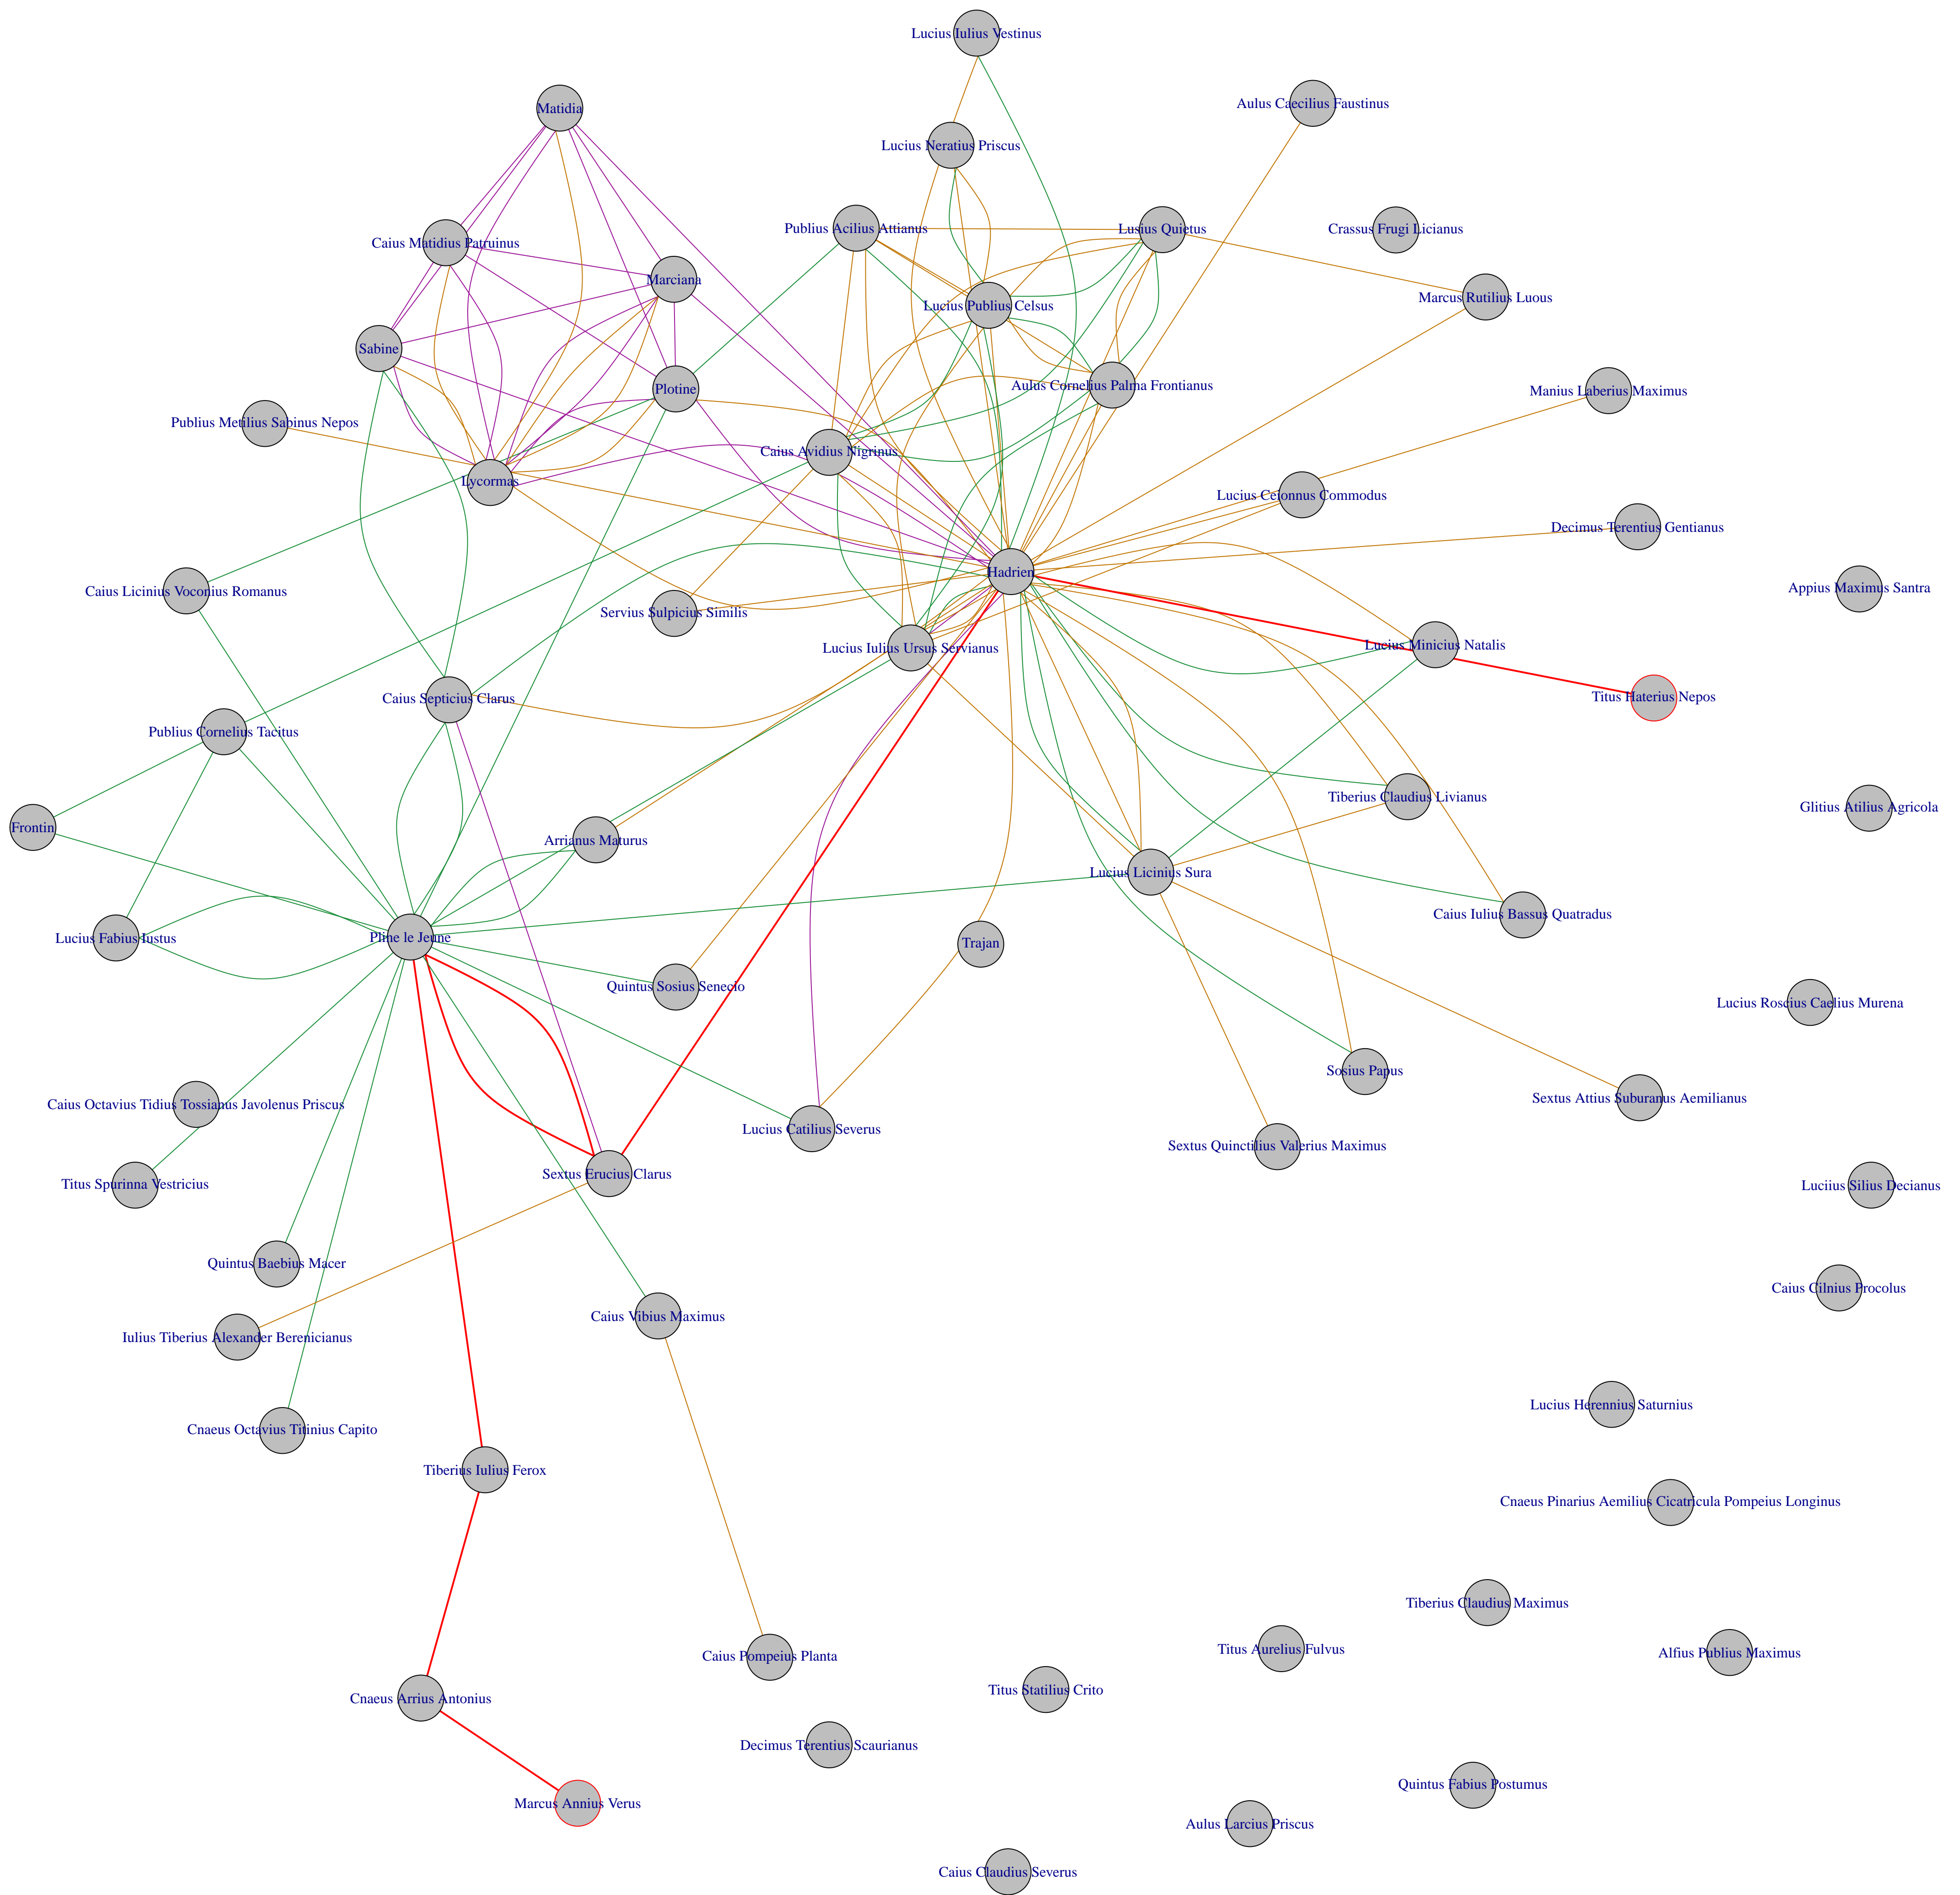 Lucius Iulius Vestinus
Aulus Caecilius Faustinus
Matidia
Lucius Neratius Priscus
Publius Acilius Attianus
Lusius Quietus
Crassus Frugi Licianus
Caius Matidius Patruinus
Marciana
Marcus Rutilius Luous
Lucius Publius Celsus
Sabine
Plotine
Aulus Cornelius Palma Frontianus
Manius Laberius Maximus
Publius Metilius Sabinus Nepos
Caius Avidius Nigrinus
Lycormas
Lucius Ceionnus Commodus
Decimus Terentius Gentianus
Hadrien
Caius Licinius Voconius Romanus
Appius Maximus Santra
Servius Sulpicius Similis
Lucius Iulius Ursus Servianus
Lucius Minicius Natalis
Caius Septicius Clarus
Titus Haterius Nepos
Publius Cornelius Tacitus
Tiberius Claudius Livianus
Glitius Atilius Agricola
Frontin
Arrianus Maturus
Lucius Licinius Sura
Caius Iulius Bassus Quatradus
Lucius Fabius Iustus
Pline le Jeune
Trajan
Quintus Sosius Senecio
Lucius Roscius Caelius Murena
Sosius Papus
Sextus Attius Suburanus Aemilianus
Caius Octavius Tidius Tossianus Javolenus Priscus
Lucius Catilius Severus
Sextus Quinctilius Valerius Maximus
Sextus Erucius Clarus
Titus Spurinna Vestricius
Luciius Silius Decianus
Quintus Baebius Macer
Caius Cilnius Procolus
Caius Vibius Maximus
Iulius Tiberius Alexander Berenicianus
Lucius Herennius Saturnius
Cnaeus Octavius Titinius Capito
Tiberius Iulius Ferox
Cnaeus Pinarius Aemilius Cicatricula Pompeius Longinus
Tiberius Claudius Maximus
Titus Aurelius Fulvus
Alfius Publius Maximus
Caius Pompeius Planta
Titus Statilius Crito
Cnaeus Arrius Antonius
Decimus Terentius Scaurianus
Quintus Fabius Postumus
Marcus Annius Verus
Aulus Larcius Priscus
Caius Claudius Severus